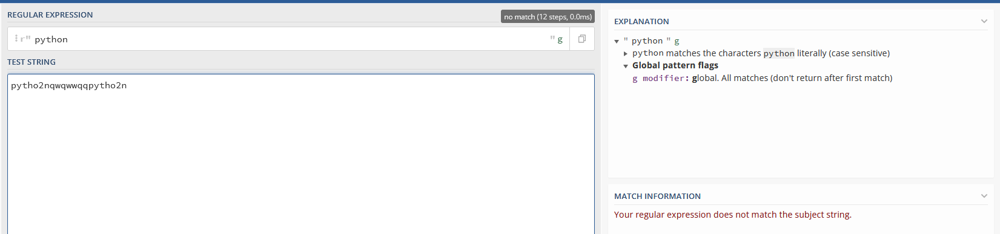 REGULAR EXPRESSION
no match (12 steps, 0.0ms)
r" python " g
TEST STRING
pytho2nqwqwwqqpytho2n
EXPLANATION
" python " g
python matches the characters python literally (case sensitive)
Global pattern flags
g modifier: global. All matches (don't return after first match)
MATCH INFORMATION
Your regular expression does not match the subject string.